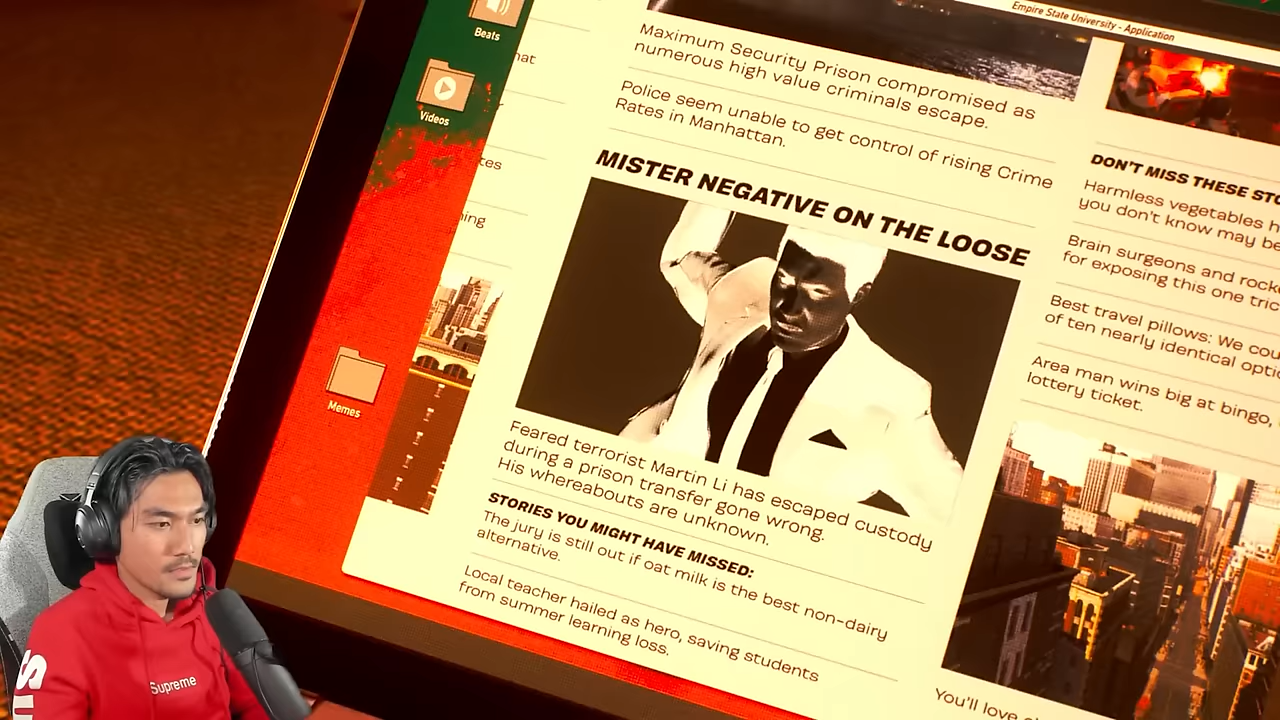 Empire State University - Application
Beats
Videos
Memes
Maximum Security Prison compromised as
numerous high value criminals escape.
Police seem unable to get control of rising Crime
Rates in Manhattan.
MISTER NEGATIVE ON THE LOOSE
Feared terrorist Martin Li has escaped custody
during a prison transfer gone wrong.
His whereabouts are unknown.
STORIES YOU MIGHT HAVE MISSED:
The jury is still out if oat milk is the best non-dairy
alternative.
Local teacher hailed as hero, saving students
from summer learning loss.
DON'T MISS THESE
Harmless vegetables
you don't know may be
Brain surgeons and
for exposing this one
Best travel pillows: We
of ten nearly identical
Area man wins big at bingo,
lottery ticket.
You'll love
Supreme